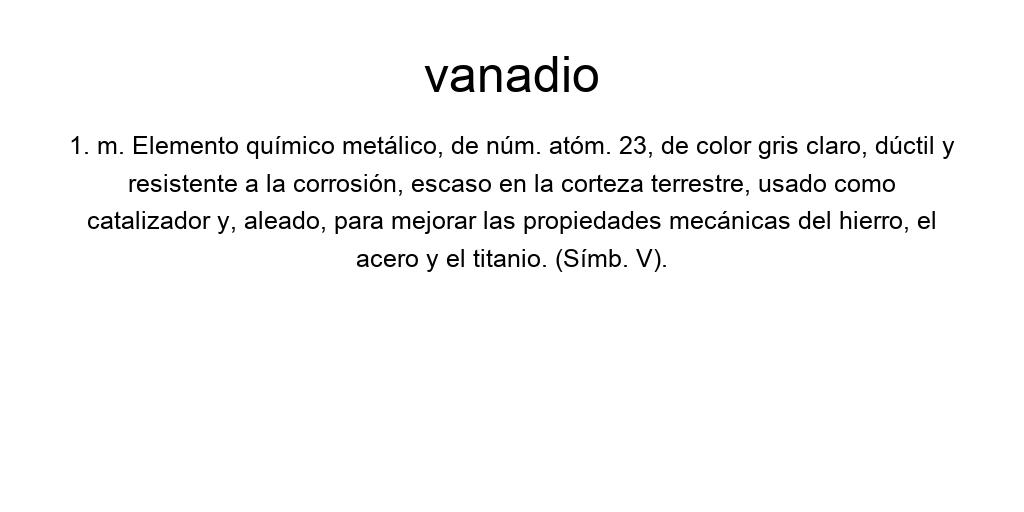 vanadio
1. m. Elemento químico metálico, de núm. atóm. 23, de color gris claro, dúctil y
resistente a la corrosión, escaso en la corteza terrestre, usado como
catalizador y, aleado, para mejorar las propiedades mecánicas del hierro, el
acero y el titanio. (Símb. V).